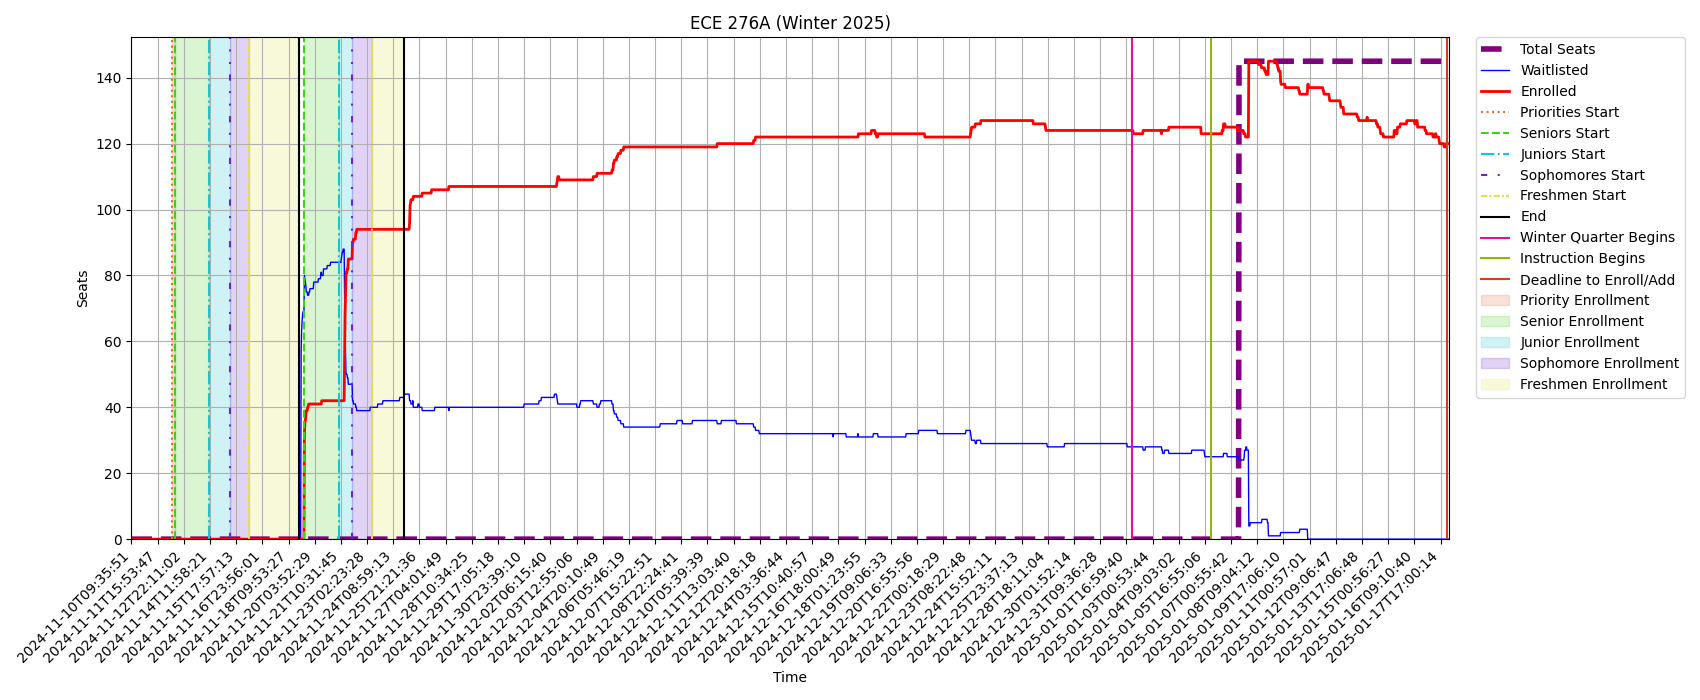 ECE 276A (Winter 2025)
Seats
140
120
100
80
60
40
20
0
2024-11-10T09:35:51
2024-11-11T15:53:47
2024-11-12T22:11:02
2024-11-14T11:58:21
2024-11-15T17:57:13
2024-11-16T23:56:01
2024-11-18T09:53:27
2024-11-20T03:52:29
2024-11-21T10:31:45
2024-11-23T02:23:28
2024-11-24T08:59:13
2024-11-25T21:21:36
2024-11-27T04:01:49
2024-11-28T10:34:25
2024-11-29T17:05:18
2024-11-30T23:39:10
2024-12-02T06:15:40
2024-12-03T12:55:06
2024-12-04T20:10:49
2024-12-06T05:46:19
2024-12-07T15:22:51
2024-12-08T22:24:41
2024-12-10T05:39:39
2024-12-11T13:03:40
2024-12-12T20:18:18
2024-12-14T03:36:44
2024-12-15T10:40:57
2024-12-16T18:00:49
2024-12-18T01:23:55
2024-12-19T09:06:33
2024-12-20T16:55:56
2024-12-22T00:18:29
2024-12-23T08:22:48
2024-12-24T15:52:11
2024-12-25T23:37:13
2024-12-28T18:11:04
2024-12-30T01:52:14
2024-12-31T09:36:28
2025-01-01T16:59:40
2025-01-03T00:53:44
2025-01-04T09:03:02
2025-01-05T16:55:06
2025-01-07T00:55:42
2025-01-08T09:04:12
2025-01-09T17:06:10
2025-01-11T00:57:01
2025-01-12T09:06:47
2025-01-13T17:06:48
2025-01-15T00:56:27
2025-01-16T09:10:40
2025-01-17T17:00:14
Time
Total Seats
Waitlisted
Enrolled
Priorities Start
Seniors Start
Juniors Start
Sophomores Start
Freshmen Start
End
Winter Quarter Begins
Instruction Begins
Deadline to Enroll/Add
Priority Enrollment
Senior Enrollment
Junior Enrollment
Sophomore Enrollment
Freshmen Enrollment